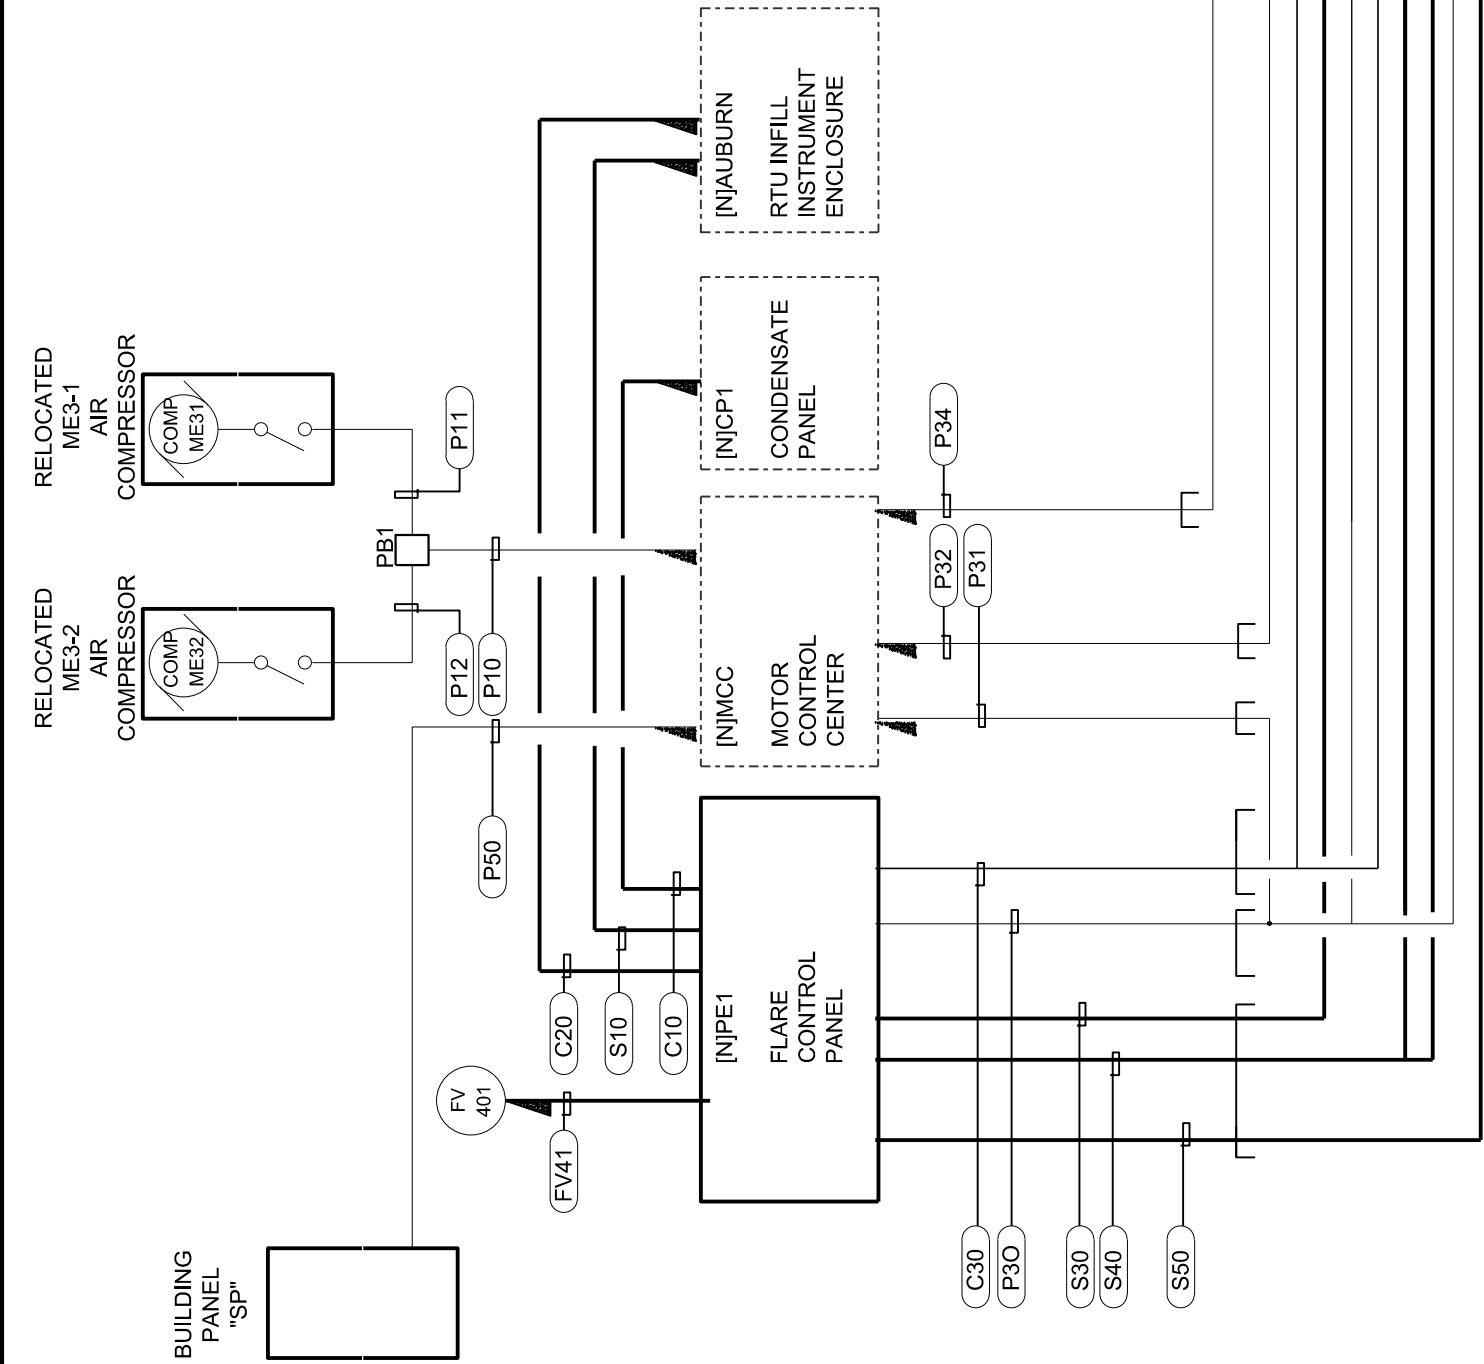 BUILDING
PANEL
"SP"
RELOCATED
ME3-2
AIR
COMPRESSOR
COMP
ME32
RELOCATED
ME3-1
AIR
COMPRESSOR
COMP
ME31
PB1
P12
P11
P10
P50
FV
401
FV41
C20
S10
C10
[N]PE1
FLARE
CONTROL
PANEL
[N]MCC
MOTOR
CONTROL
CENTER
[N]CP1
CONDENSATE
PANEL
[N]AUBURN
RTU INFILL
INSTRUMENT
ENCLOSURE
P32
P34
P31
C30
P3O
S30
S40
S50